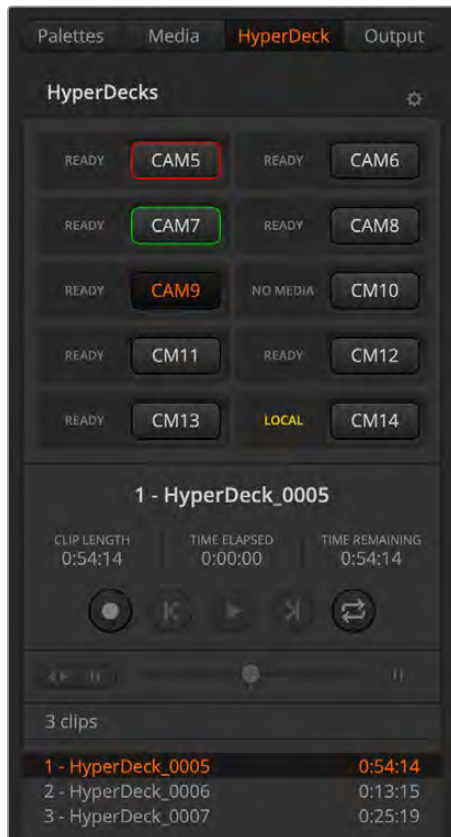 Palettes Media HyperDeck Output
HyperDecks
READY CAM5 READY CAM6
READY CAM7 READY CAM8
READY CAM9 NO MEDIA CM10
READY CM11 READY CM12
READY CM13 LOCAL CM14
1 - HyperDeck_0005
CLIP LENGTH TIME ELAPSED TIME REMAINING
0:54:14 0:00:00 0:54:14
3 clips
1 - HyperDeck_0005 0:54:14
2 - HyperDeck_0006 0:13:15
3 - HyperDeck_0007 0:25:19